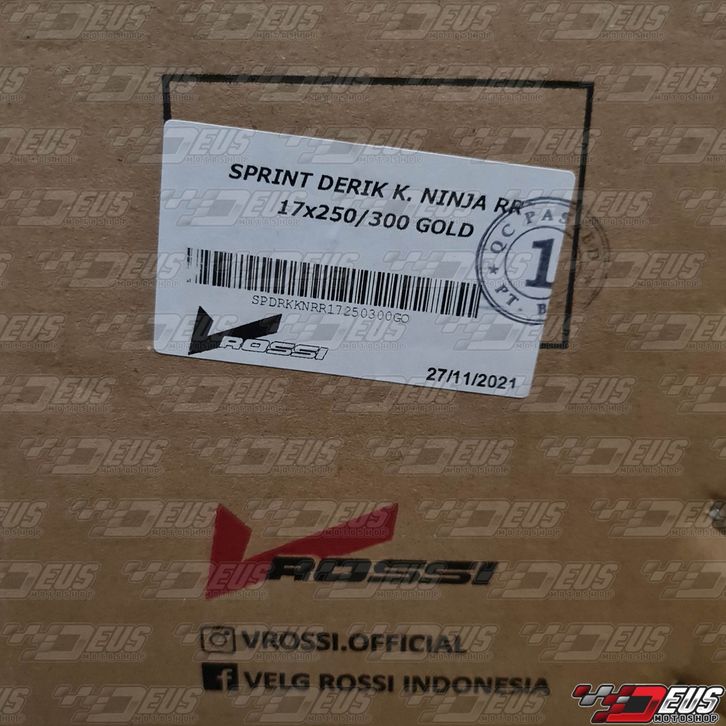 SPRINT DERIK K. NINJA RR
17x250/300 GOLD
SPDRKKNRR17250300GO
VROSSI
27/11/2021
QC PASSED
1
PT. B
VROSSI
VROSSI.OFFICIAL
VELG ROSSI INDONESIA
DEUS
MOTOSHOP